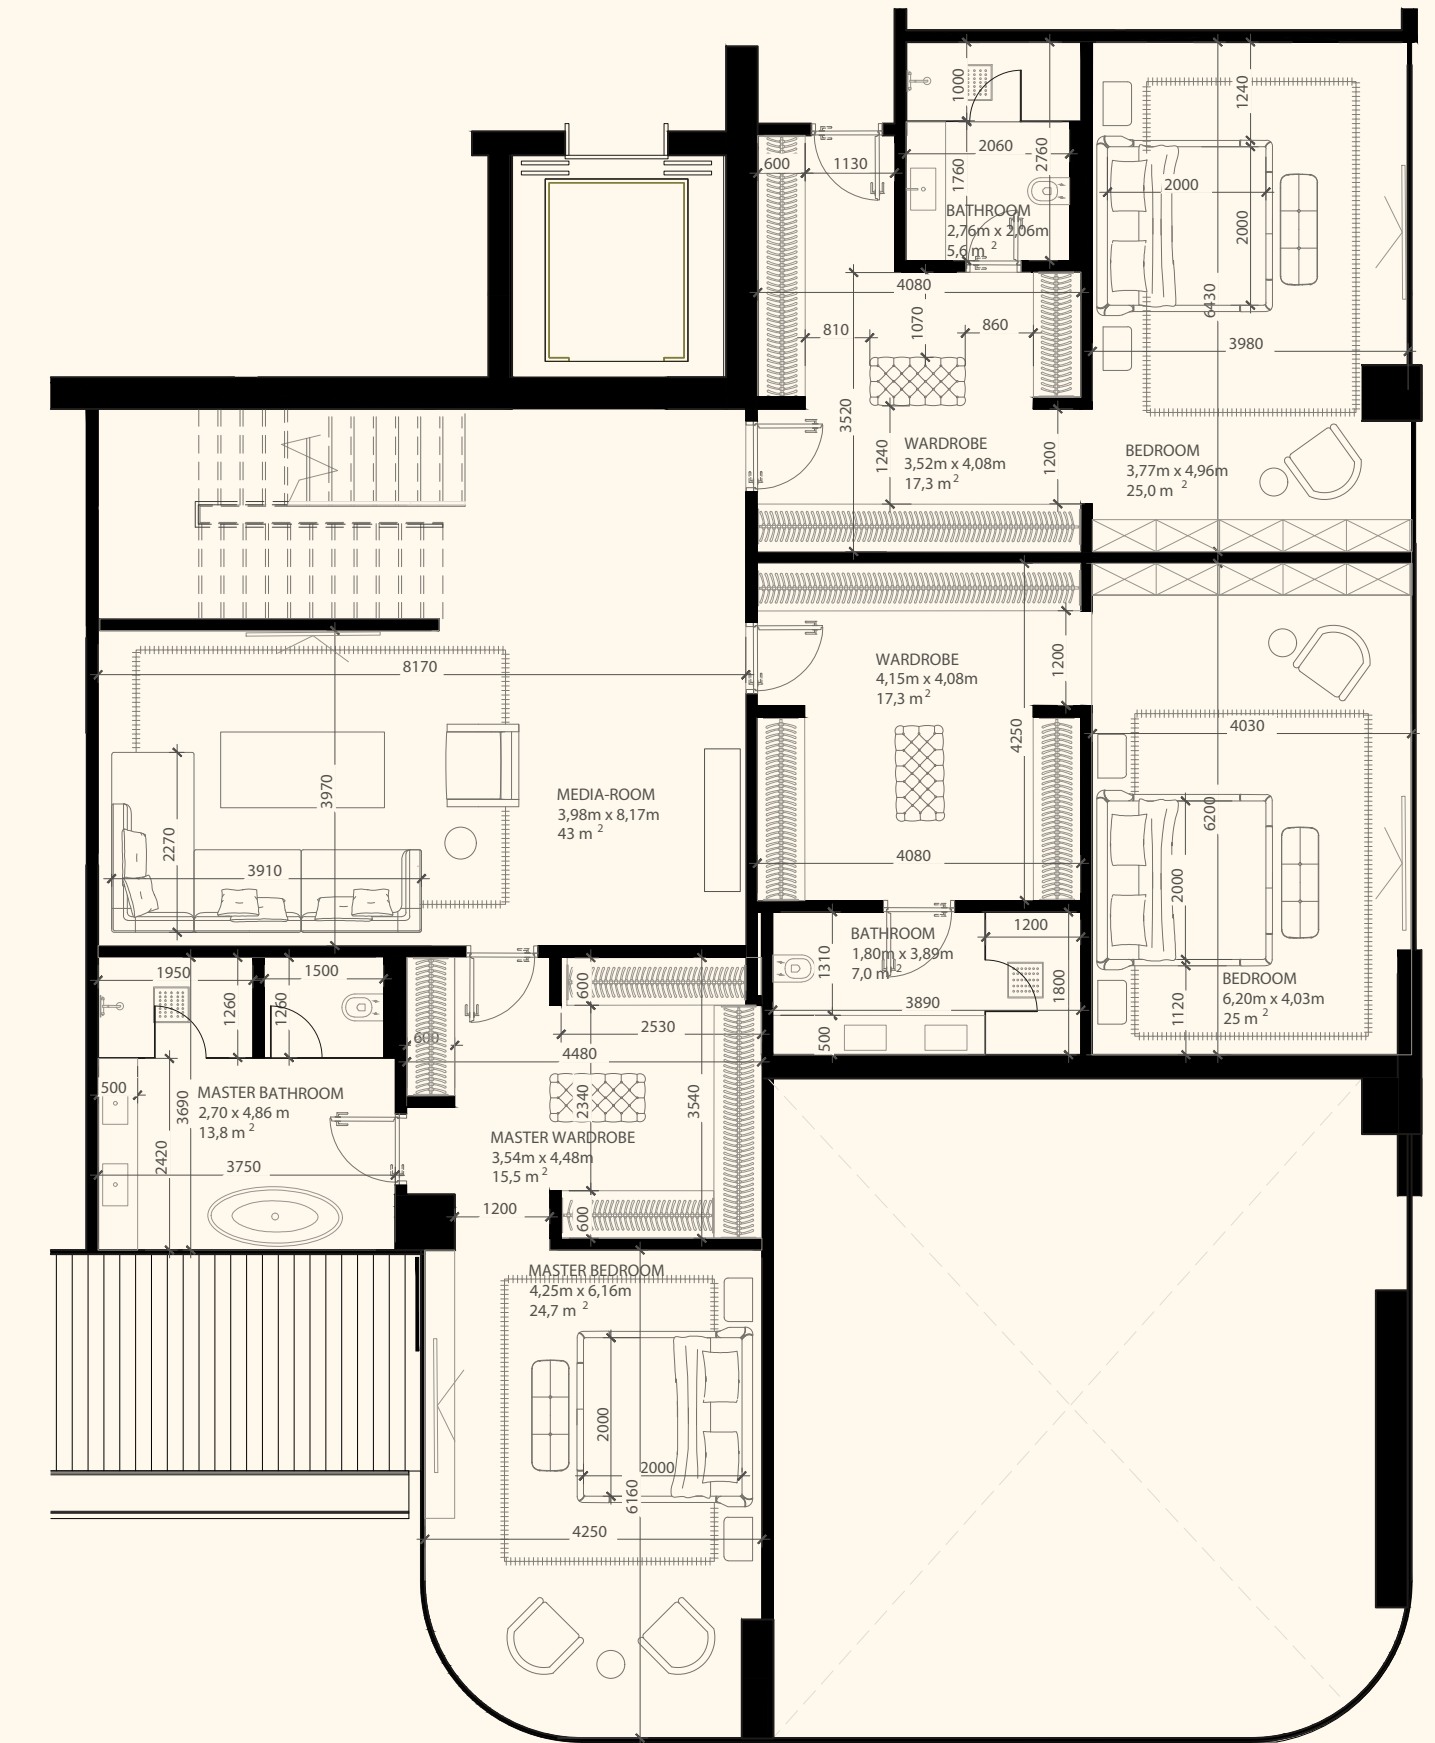 1000
1240
600
1130
2060
1760
2760
2000
2000
BATHROOM
2,76m x 2,06m
5,6 m 2
4080
6430
810
1070
860
3980
3520
1240
WARDROBE
3,52m x 4,08m
17,3 m 2
1200
BEDROOM
3,77m x 4,96m
25,0 m 2
8170
WARDROBE
4,15m x 4,08m
17,3 m 2
1200
4250
4030
3970
MEDIA-ROOM
3,98m x 8,17m
43 m 2
6200
2270
3910
4080
2000
BATHROOM
1,80m x 3,89m
7,0 m 2
1200
1310
3890
1800
500
BEDROOM
6,20m x 4,03m
25 m 2
1120
1950
1500
1260
1260
600
600
2530
4480
2340
3540
500
MASTER BATHROOM
2,70 x 4,86 m
13,8 m 2
3690
2420
3750
MASTER WARDROBE
3,54m x 4,48m
15,5 m 2
1200
600
MASTER BEDROOM
4,25m x 6,16m
24,7 m 2
2000
2000
6160
4250